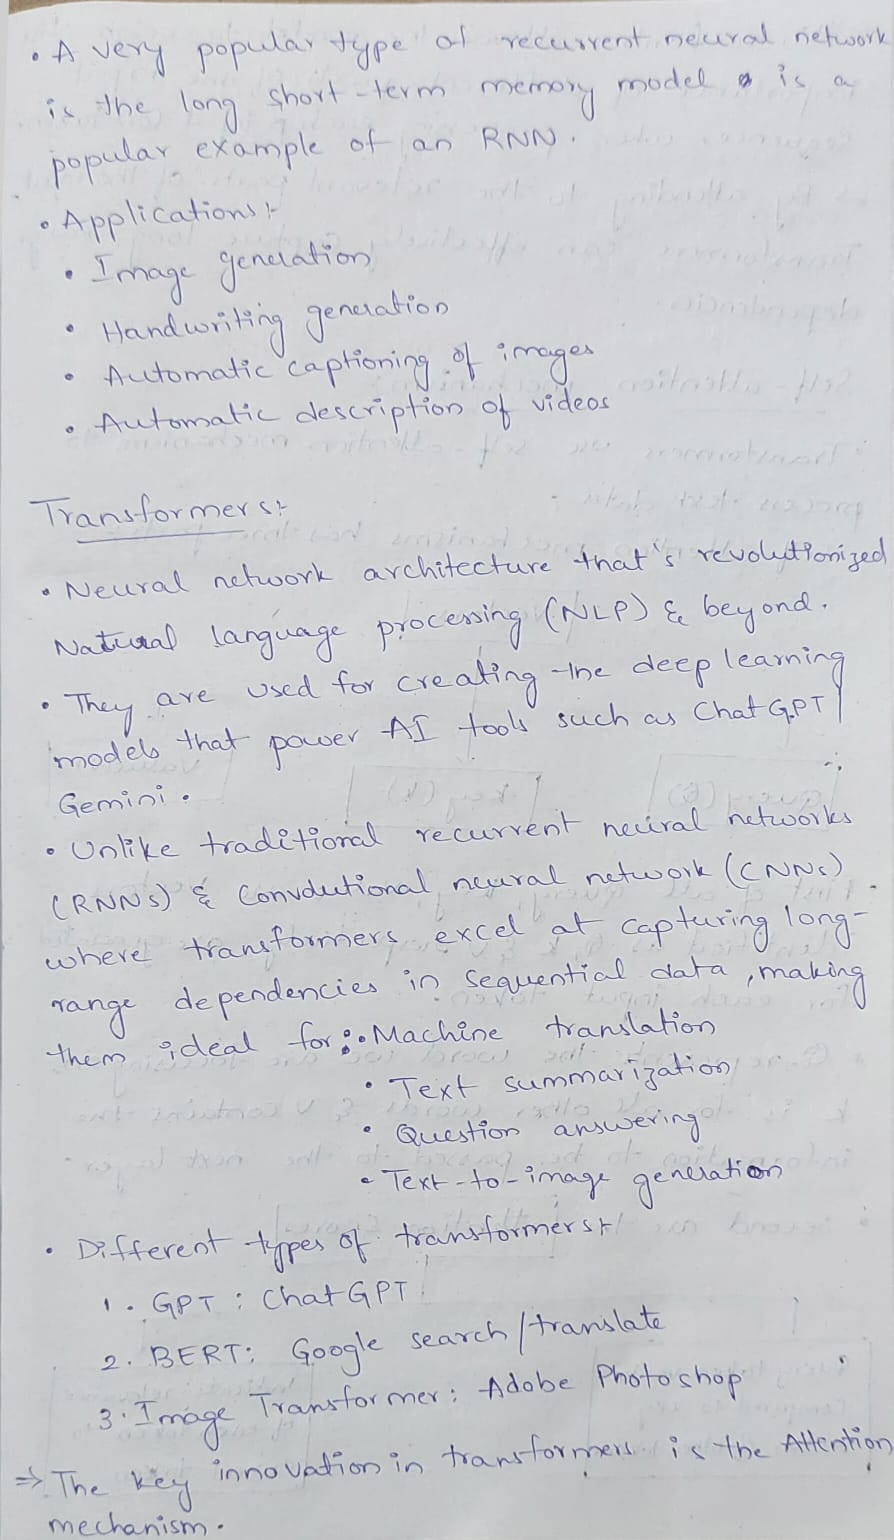 • A very popular type of recurrent neural network
is the long short-term memory model is a
popular example of an RNN.
• Applications:-
• Image generation
• Handwriting generation
• Automatic captioning of images
• Automatic description of videos
Transformers:-
• Neural network architecture that's revolutionized
Natural language processing (NLP) & beyond.
• They are used for creating the deep learning
models that power AI tools such as ChatGPT/
Gemini.
• Unlike traditional recurrent neural networks
(RNNs) & Convolutional neural network (CNNs).
where transformers excel at capturing long-
range dependencies in sequential data, making
them ideal for:• Machine translation
• Text summarization
• Question answering
• Text-to-image generation
• Different types of transformers:-
1. GPT : ChatGPT
2. BERT: Google search/translate
3. Image Transformer: Adobe Photoshop
⇒ The key innovation in transformers is the Attention
mechanism.